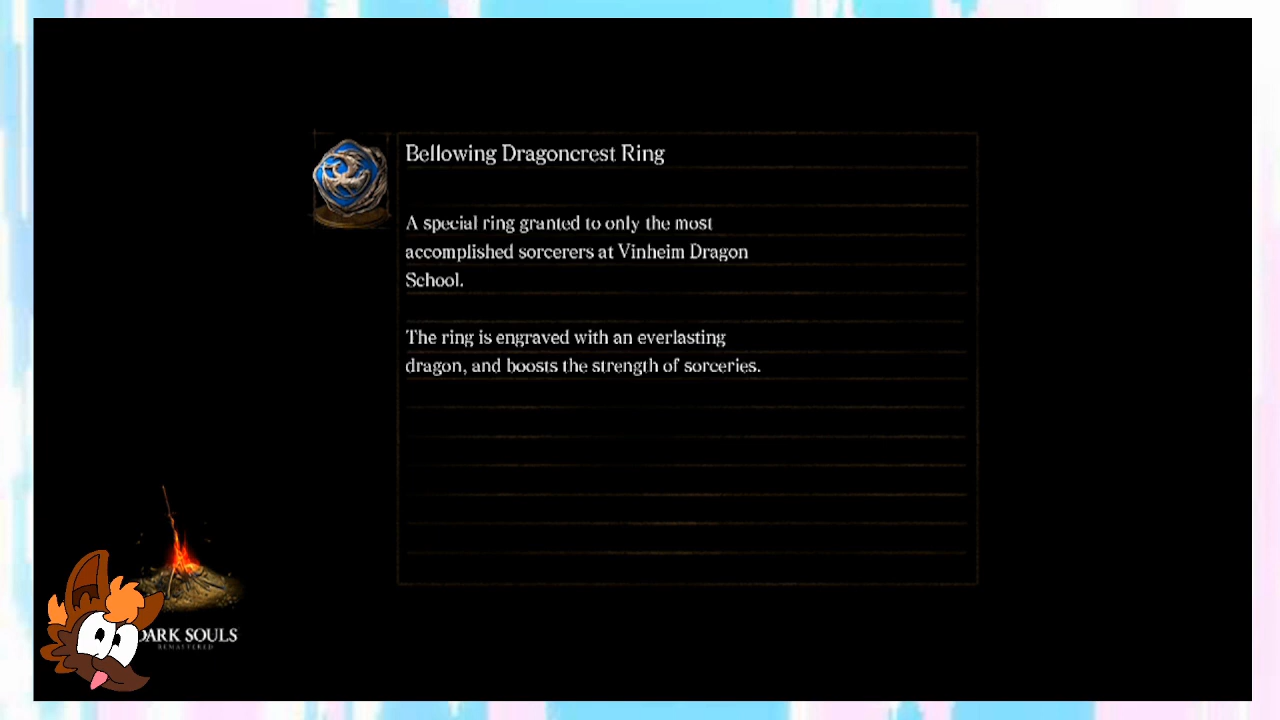 Bellowing Dragoncrest Ring
A special ring granted to only the most
accomplished sorcerers at Vinheim Dragon
School.
The ring is engraved with an everlasting
dragon, and boosts the strength of sorceries.
DARK SOULS
REMASTERED